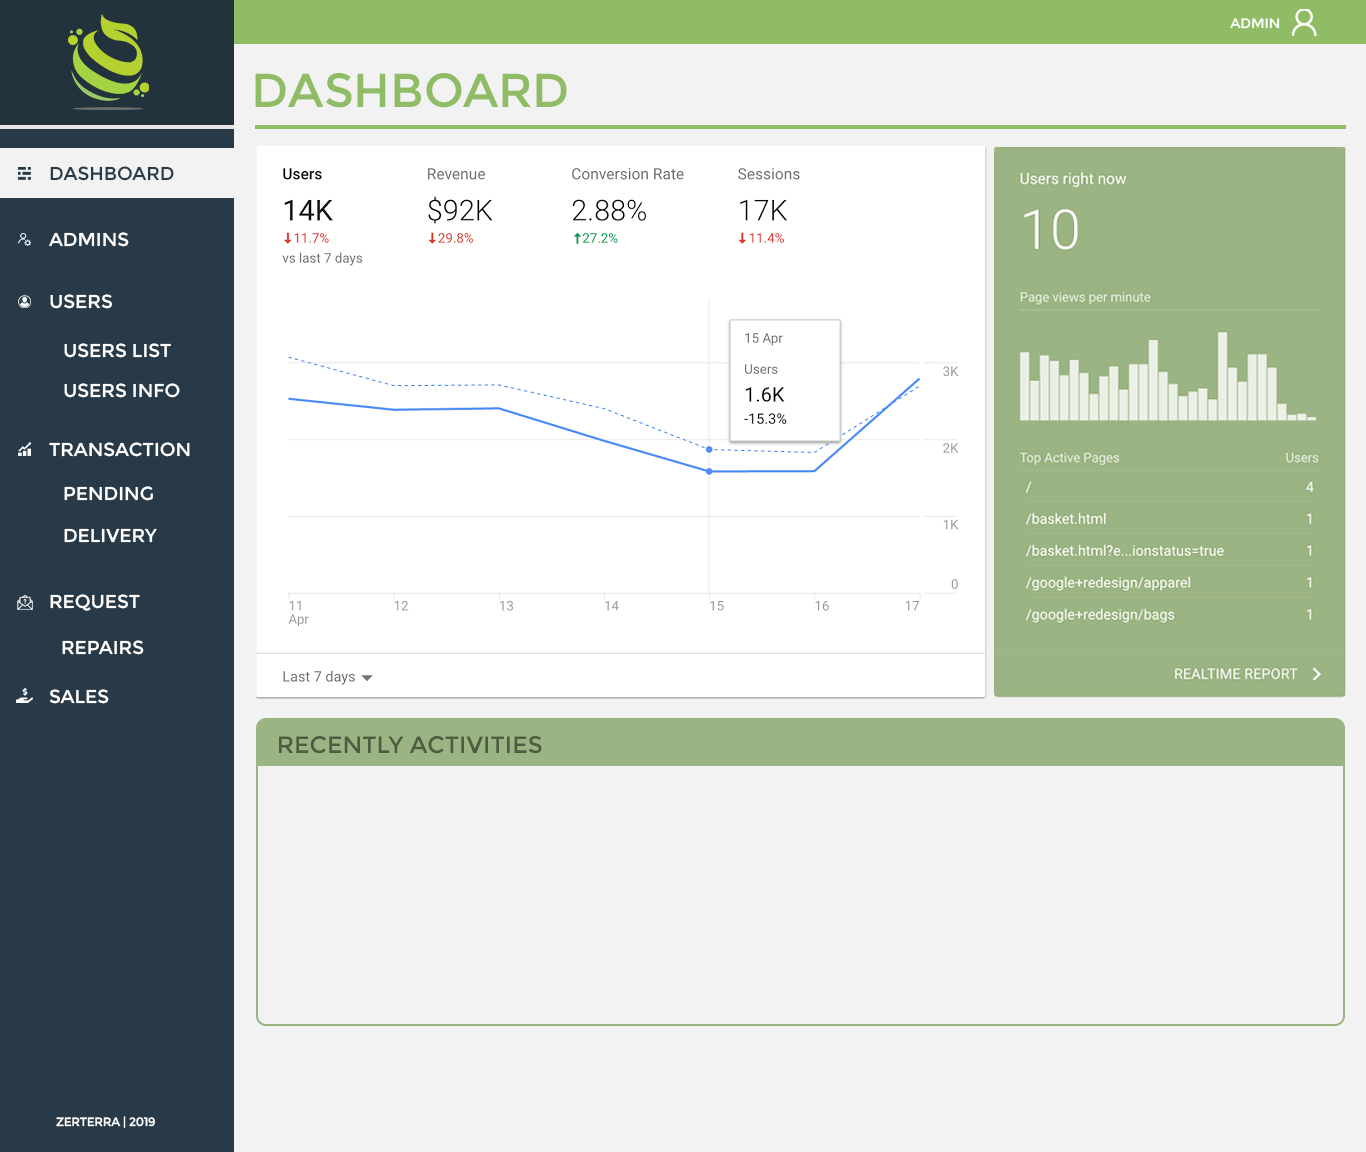 ADMIN
DASHBOARD
DASHBOARD
ADMINS
USERS
USERS LIST
USERS INFO
TRANSACTION
PENDING
DELIVERY
REQUEST
REPAIRS
SALES
ZERTERRA | 2019
Users Revenue Conversion Rate Sessions
14K $92K 2.88% 17K
11.7% 29.8% 27.2% 11.4%
vs last 7 days
15 Apr
Users
1.6K
-15.3%
3K
2K
1K
0
11 12 13 14 15 16 17
Apr
Last 7 days
Users right now
10
Page views per minute
Top Active Pages Users
/ 4
/basket.html 1
/basket.html?e...ionstatus=true 1
/google+redesign/apparel 1
/google+redesign/bags 1
REALTIME REPORT
RECENTLY ACTIVITIES